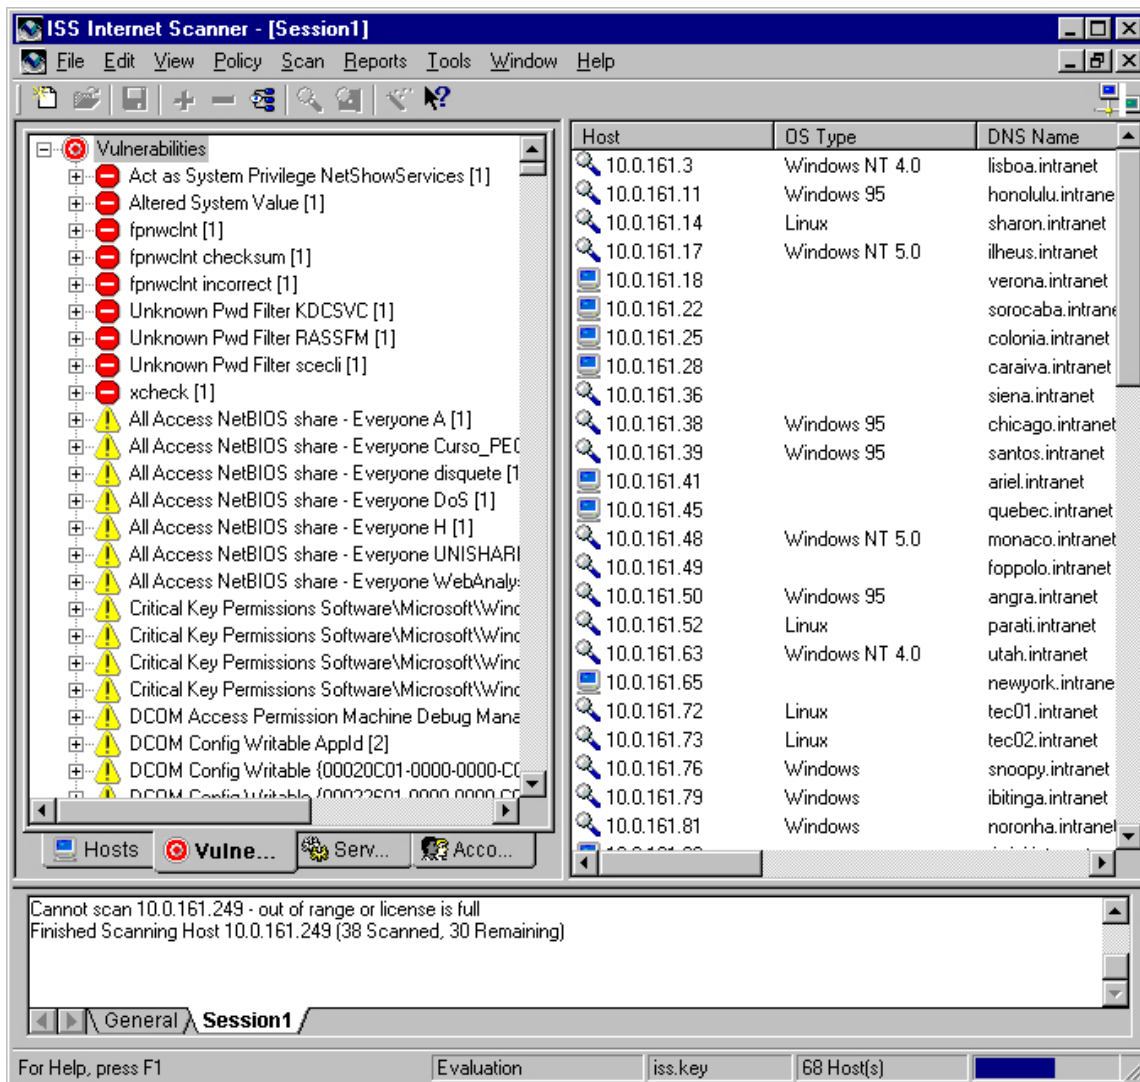 ISS Internet Scanner - [Session1]
File Edit View Policy Scan Reports Tools Window Help
Vulnerabilities
Act as System Privilege NetShowServices [1]
Altered System Value [1]
fpnwclnt [1]
fpnwclnt checksum [1]
fpnwclnt incorrect [1]
Unknown Pwd Filter KDCSVC [1]
Unknown Pwd Filter RASSFM [1]
Unknown Pwd Filter scecli [1]
xcheck [1]
All Access NetBIOS share - Everyone A [1]
All Access NetBIOS share - Everyone Curso_PEC
All Access NetBIOS share - Everyone disquete [1
All Access NetBIOS share - Everyone DoS [1]
All Access NetBIOS share - Everyone H [1]
All Access NetBIOS share - Everyone UNISHARI
All Access NetBIOS share - Everyone WebAnalys
Critical Key Permissions Software\Microsoft\Winc
Critical Key Permissions Software\Microsoft\Winc
Critical Key Permissions Software\Microsoft\Winc
Critical Key Permissions Software\Microsoft\Winc
DCOM Access Permission Machine Debug Mana
DCOM Config Writable AppId [2]
DCOM Config Writable {00020C01-0000-0000-C0
DCOM Config Writable {00022601-0000-0000-C0
Hosts Vulne... Serv... Acco...
Host OS Type DNS Name
10.0.161.3 Windows NT 4.0 lisboa.intranet
10.0.161.11 Windows 95 honolulu.intrane
10.0.161.14 Linux sharon.intranet
10.0.161.17 Windows NT 5.0 ilheus.intranet
10.0.161.18 verona.intranet
10.0.161.22 sorocaba.intrane
10.0.161.25 colonia.intranet
10.0.161.28 caraiva.intranet
10.0.161.36 siena.intranet
10.0.161.38 Windows 95 chicago.intranet
10.0.161.39 Windows 95 santos.intranet
10.0.161.41 ariel.intranet
10.0.161.45 quebec.intranet
10.0.161.48 Windows NT 5.0 monaco.intranet
10.0.161.49 foppolo.intranet
10.0.161.50 Windows 95 angra.intranet
10.0.161.52 Linux parati.intranet
10.0.161.63 Windows NT 4.0 utah.intranet
10.0.161.65 newyork.intrane
10.0.161.72 Linux tec01.intranet
10.0.161.73 Linux tec02.intranet
10.0.161.76 Windows snoopy.intranet
10.0.161.79 Windows ibitinga.intranet
10.0.161.81 Windows noronha.intranet
Cannot scan 10.0.161.249 - out of range or license is full
Finished Scanning Host 10.0.161.249 (38 Scanned, 30 Remaining)
General Session1
For Help, press F1 Evaluation iss.key 68 Host(s)